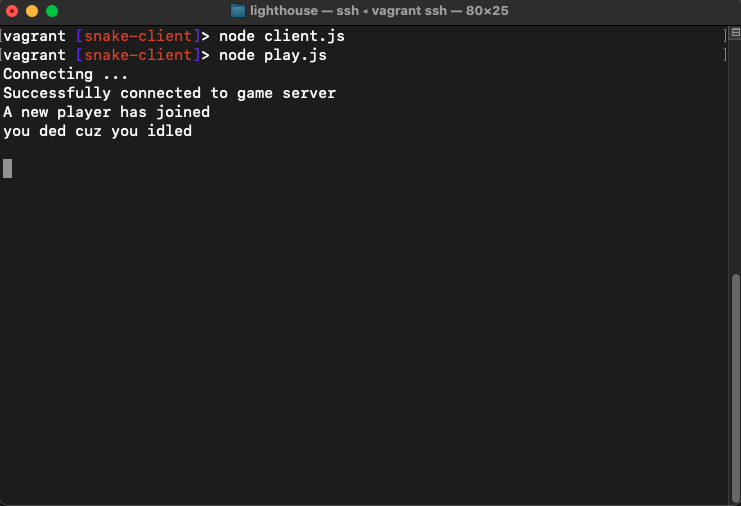 lighthouse — ssh ◂ vagrant ssh — 80×25
[vagrant [snake-client]> node client.js ]
[vagrant [snake-client]> node play.js ]
Connecting ...
Successfully connected to game server
A new player has joined
you ded cuz you idled